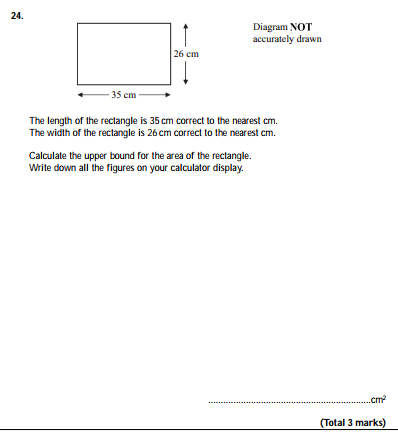 24.
Diagram NOT
accurately drawn
26 cm
35 cm
The length of the rectangle is 35 cm correct to the nearest cm.
The width of the rectangle is 26 cm correct to the nearest cm.
Calculate the upper bound for the area of the rectangle.
Write down all the figures on your calculator display.
..................................................................cm²
(Total 3 marks)